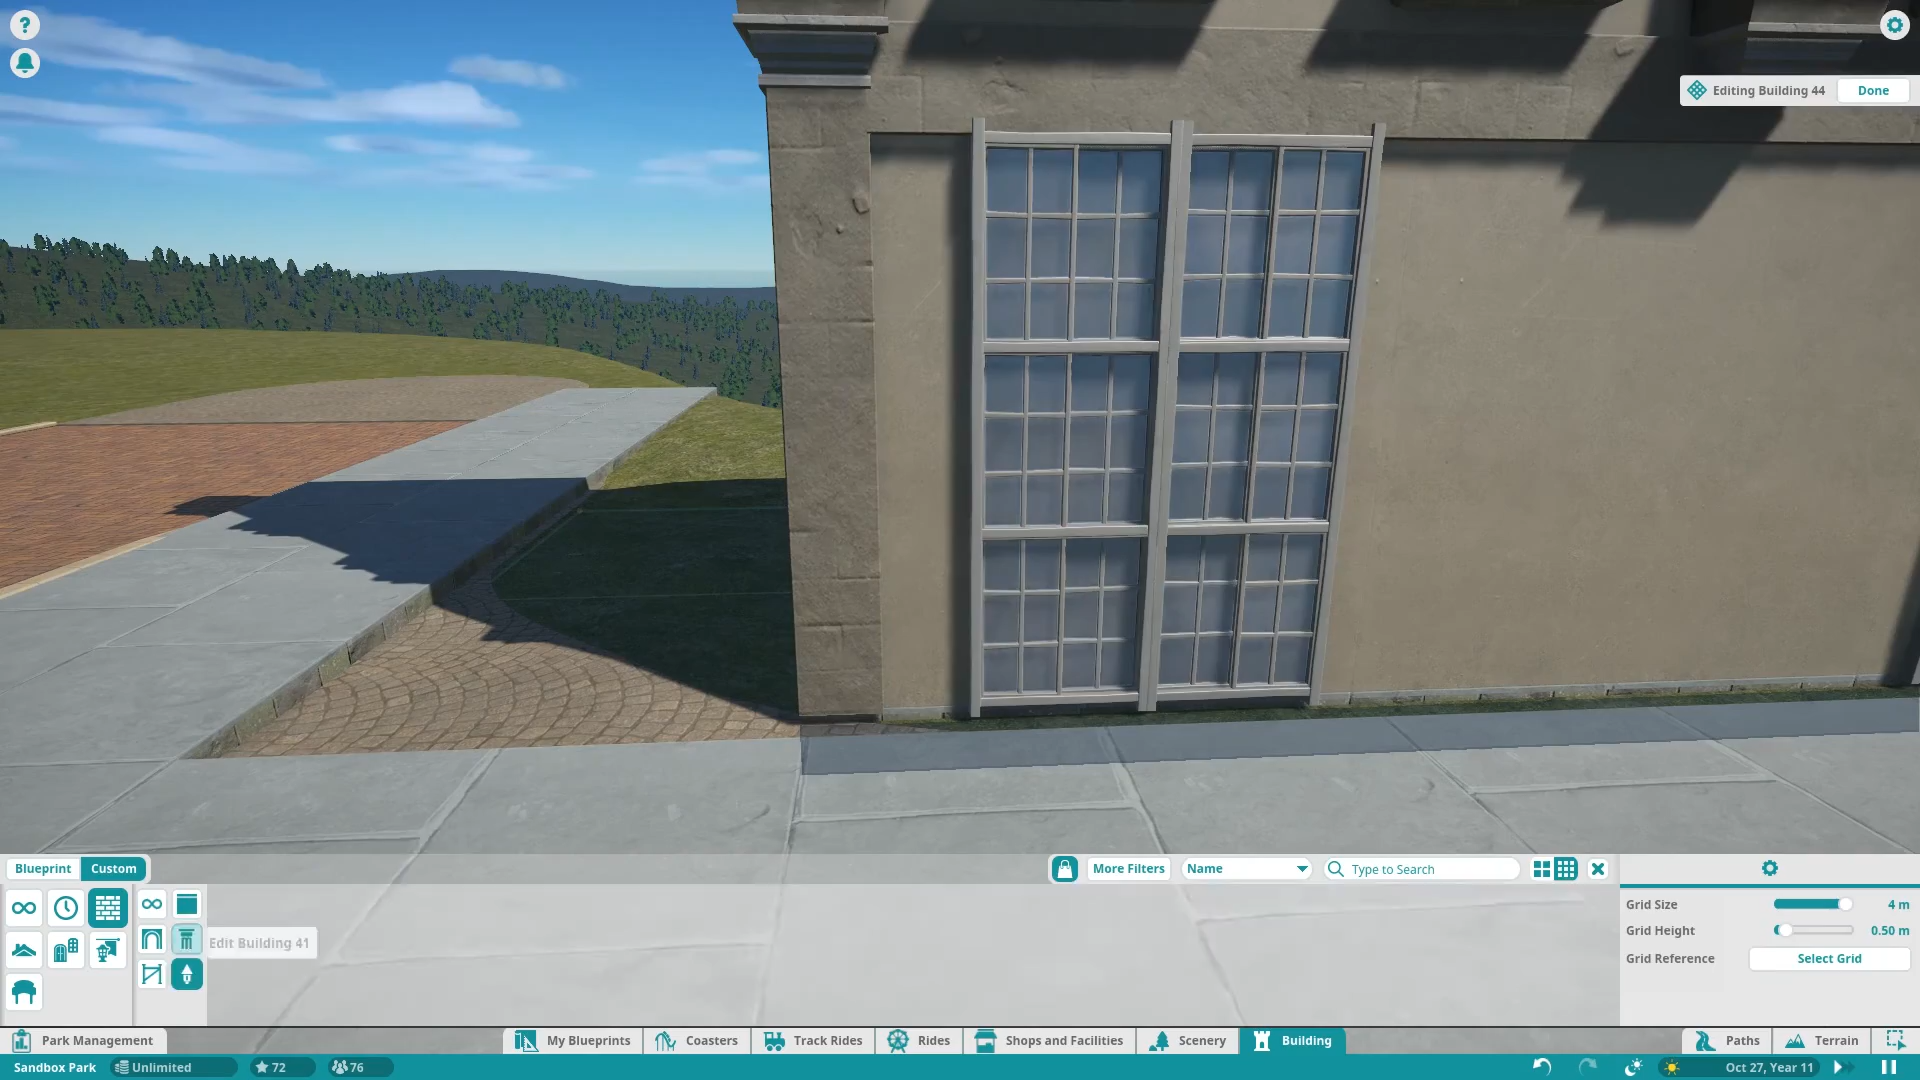 ?
Editing Building 44
Done
Blueprint
Custom
More Filters
Name
Type to Search
Edit Building 41
Grid Size
4 m
Grid Height
0.50 m
Grid Reference
Select Grid
Park Management
My Blueprints
Coasters
Track Rides
Rides
Shops and Facilities
Scenery
Building
Paths
Terrain
Sandbox Park
Unlimited
72
76
Oct 27, Year 11